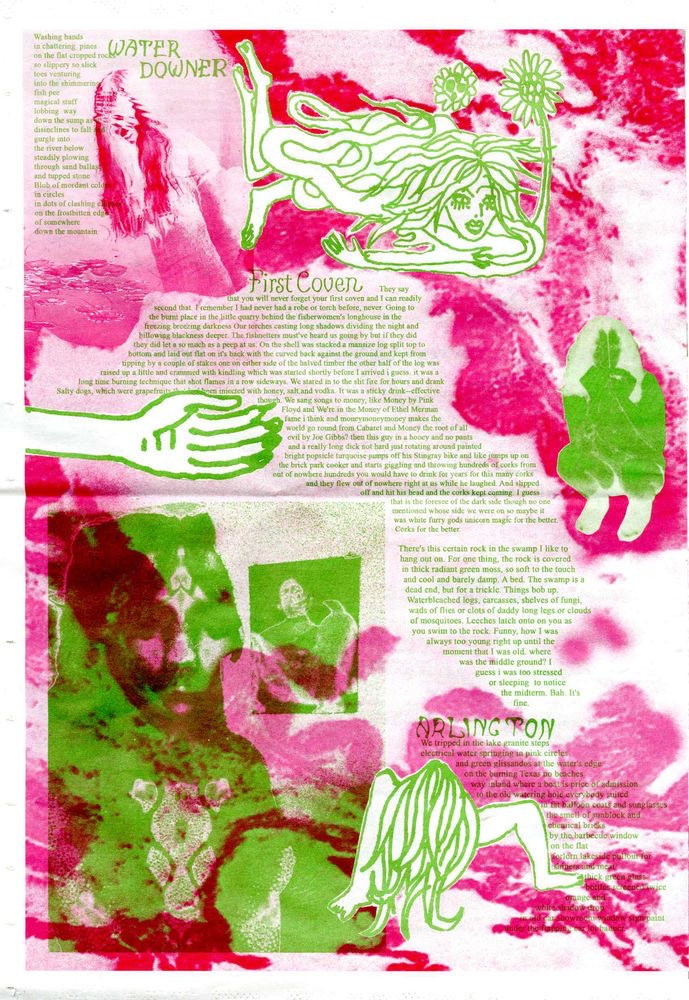 WATER
DOWNER
Washing hands
in chattering pines
on the flat cropped rocks
so slippery so slick
toes venturing
into the shimmering
fish pee
magical stuff
lobbing way
down the sump as
disinclines to fall and
gurgle into
the river below
steadily plowing
through sand ballast
and tupped stone
Blob of mordant color
in circles
in dots of clashing
on the frostbitten edge
of somewhere
down the mountain
First Coven
They say
that you will never forget your first coven and I can readily
second that. I remember I had never had a robe or torch before, never. Going to
the burnt place in the little quarry behind the fisherwomen's longhouse in the
freezing breezing darkness Our torches casting long shadows dividing the night and
billowing blackness deeper. The fishnetters must've heard us going by but if they did
they did let a so much as a peep at us. On the shell was stacked a mansize log split top to
bottom and laid out flat on it's back with the curved back against the ground and kept from
tipping by a couple of stakes one on either side of the halved timber the other half of the log was
raised up a little and crammed with kindling which was started shortly before I arrived i guess. it was a
long time burning technique that shot flames in a row sideways. We stared in to the slit fire for hours and drank
Salty dogs, which were grapefruits that'd been injected with honey, salt,and vodka. It was a sticky drink--effective
though. We sang songs to money, like Money by Pink
Floyd and We're in the Money of Ethel Merman
fame i think and moneymoneymoney makes the
world go round from Cabaret and Money the root of all
evil by Joe Gibbs? then this guy in a hooey and no pants
and a really long dick not hard just rotating around painted
bright popsicle turquoise jumps off his Stingray bike and like jumps up on
the brick park cooker and starts giggling and throwing hundreds of corks from
out of nowhere hundreds you would have to drink for years for this many corks
and they flew out of nowhere right at us while he laughed. And slipped
off and hit his head and the corks kept coming. I guess
that is the foresee of the dark side though no one
mentioned whose side we were on so maybe it
was white furry gods unicorn magic for the better.
Corks for the better.
There's this certain rock in the swamp I like to
hang out on. For one thing, the rock is covered
in thick radiant green moss, so soft to the touch
and cool and barely damp. A bed. The swamp is a
dead end, but for a trickle. Things bob up.
Waterbleached logs, carcasses, shelves of fungi,
wads of flies or clots of daddy long legs or clouds
of mosquitoes. Leeches latch onto on you as
you swim to the rock. Funny, how I was
always too young right up until the
moment that I was old. where
was the middle ground? I
guess i was too stressed
or sleeping to notice
the midterm. Bah. It's
fine.
ARLINGTON
We tripped in the lake granite steps
electrical water springing in pink circles
and green glissandos at the water's edge
on the burning Texas no beaches
way inland where a boat is price of admission
to the old watering hole everybody suited
in fat balloon coats and sunglasses
the smell of sunblock and
chemical bricks
by the barbecue window
on the flat
forlorn lakeside pullout for
sinners and meat
thick green glass
bottles screened twice
orange and
white shadow drop
in old car showroom window sign paint
under the flapping car lot banner